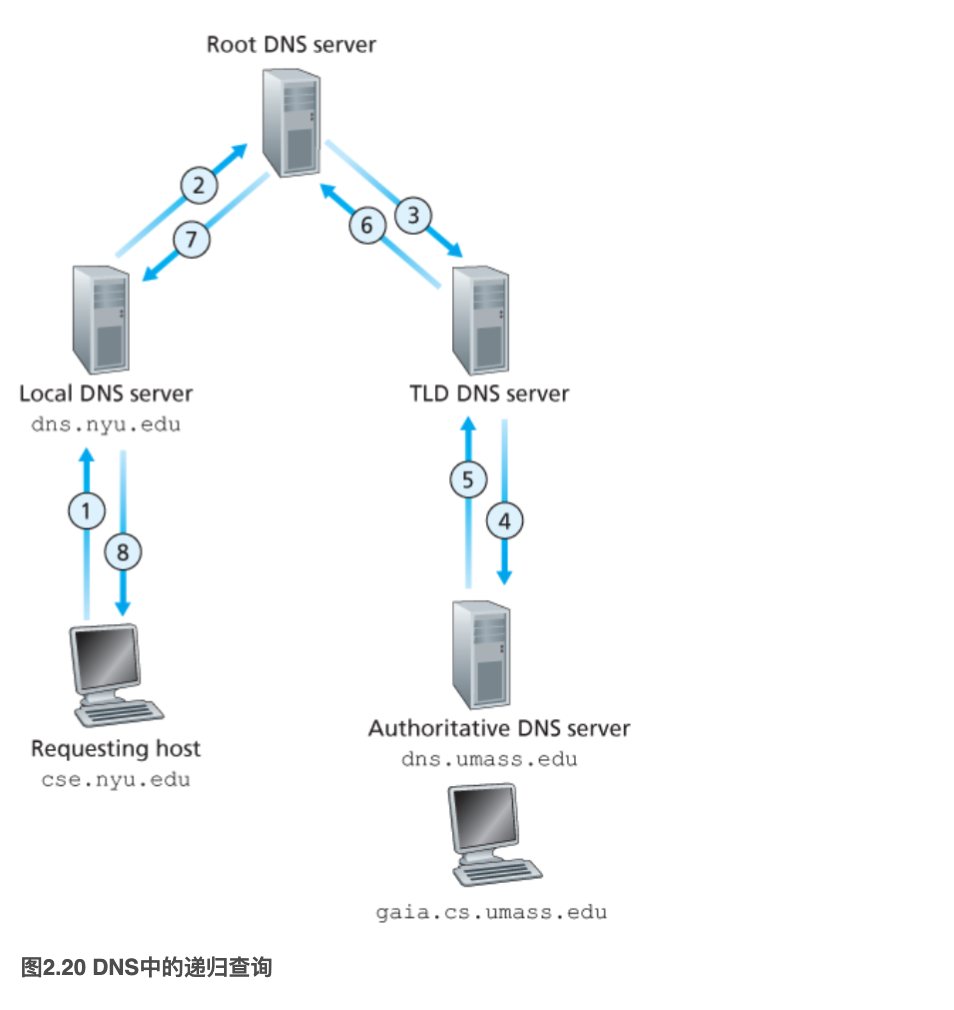 Root DNS server
2
3
6
7
Local DNS server
dns.nyu.edu
TLD DNS server
5
1
4
8
Authoritative DNS server
dns.umass.edu
Requesting host
cse.nyu.edu
gaia.cs.umass.edu
图2.20 DNS中的递归查询